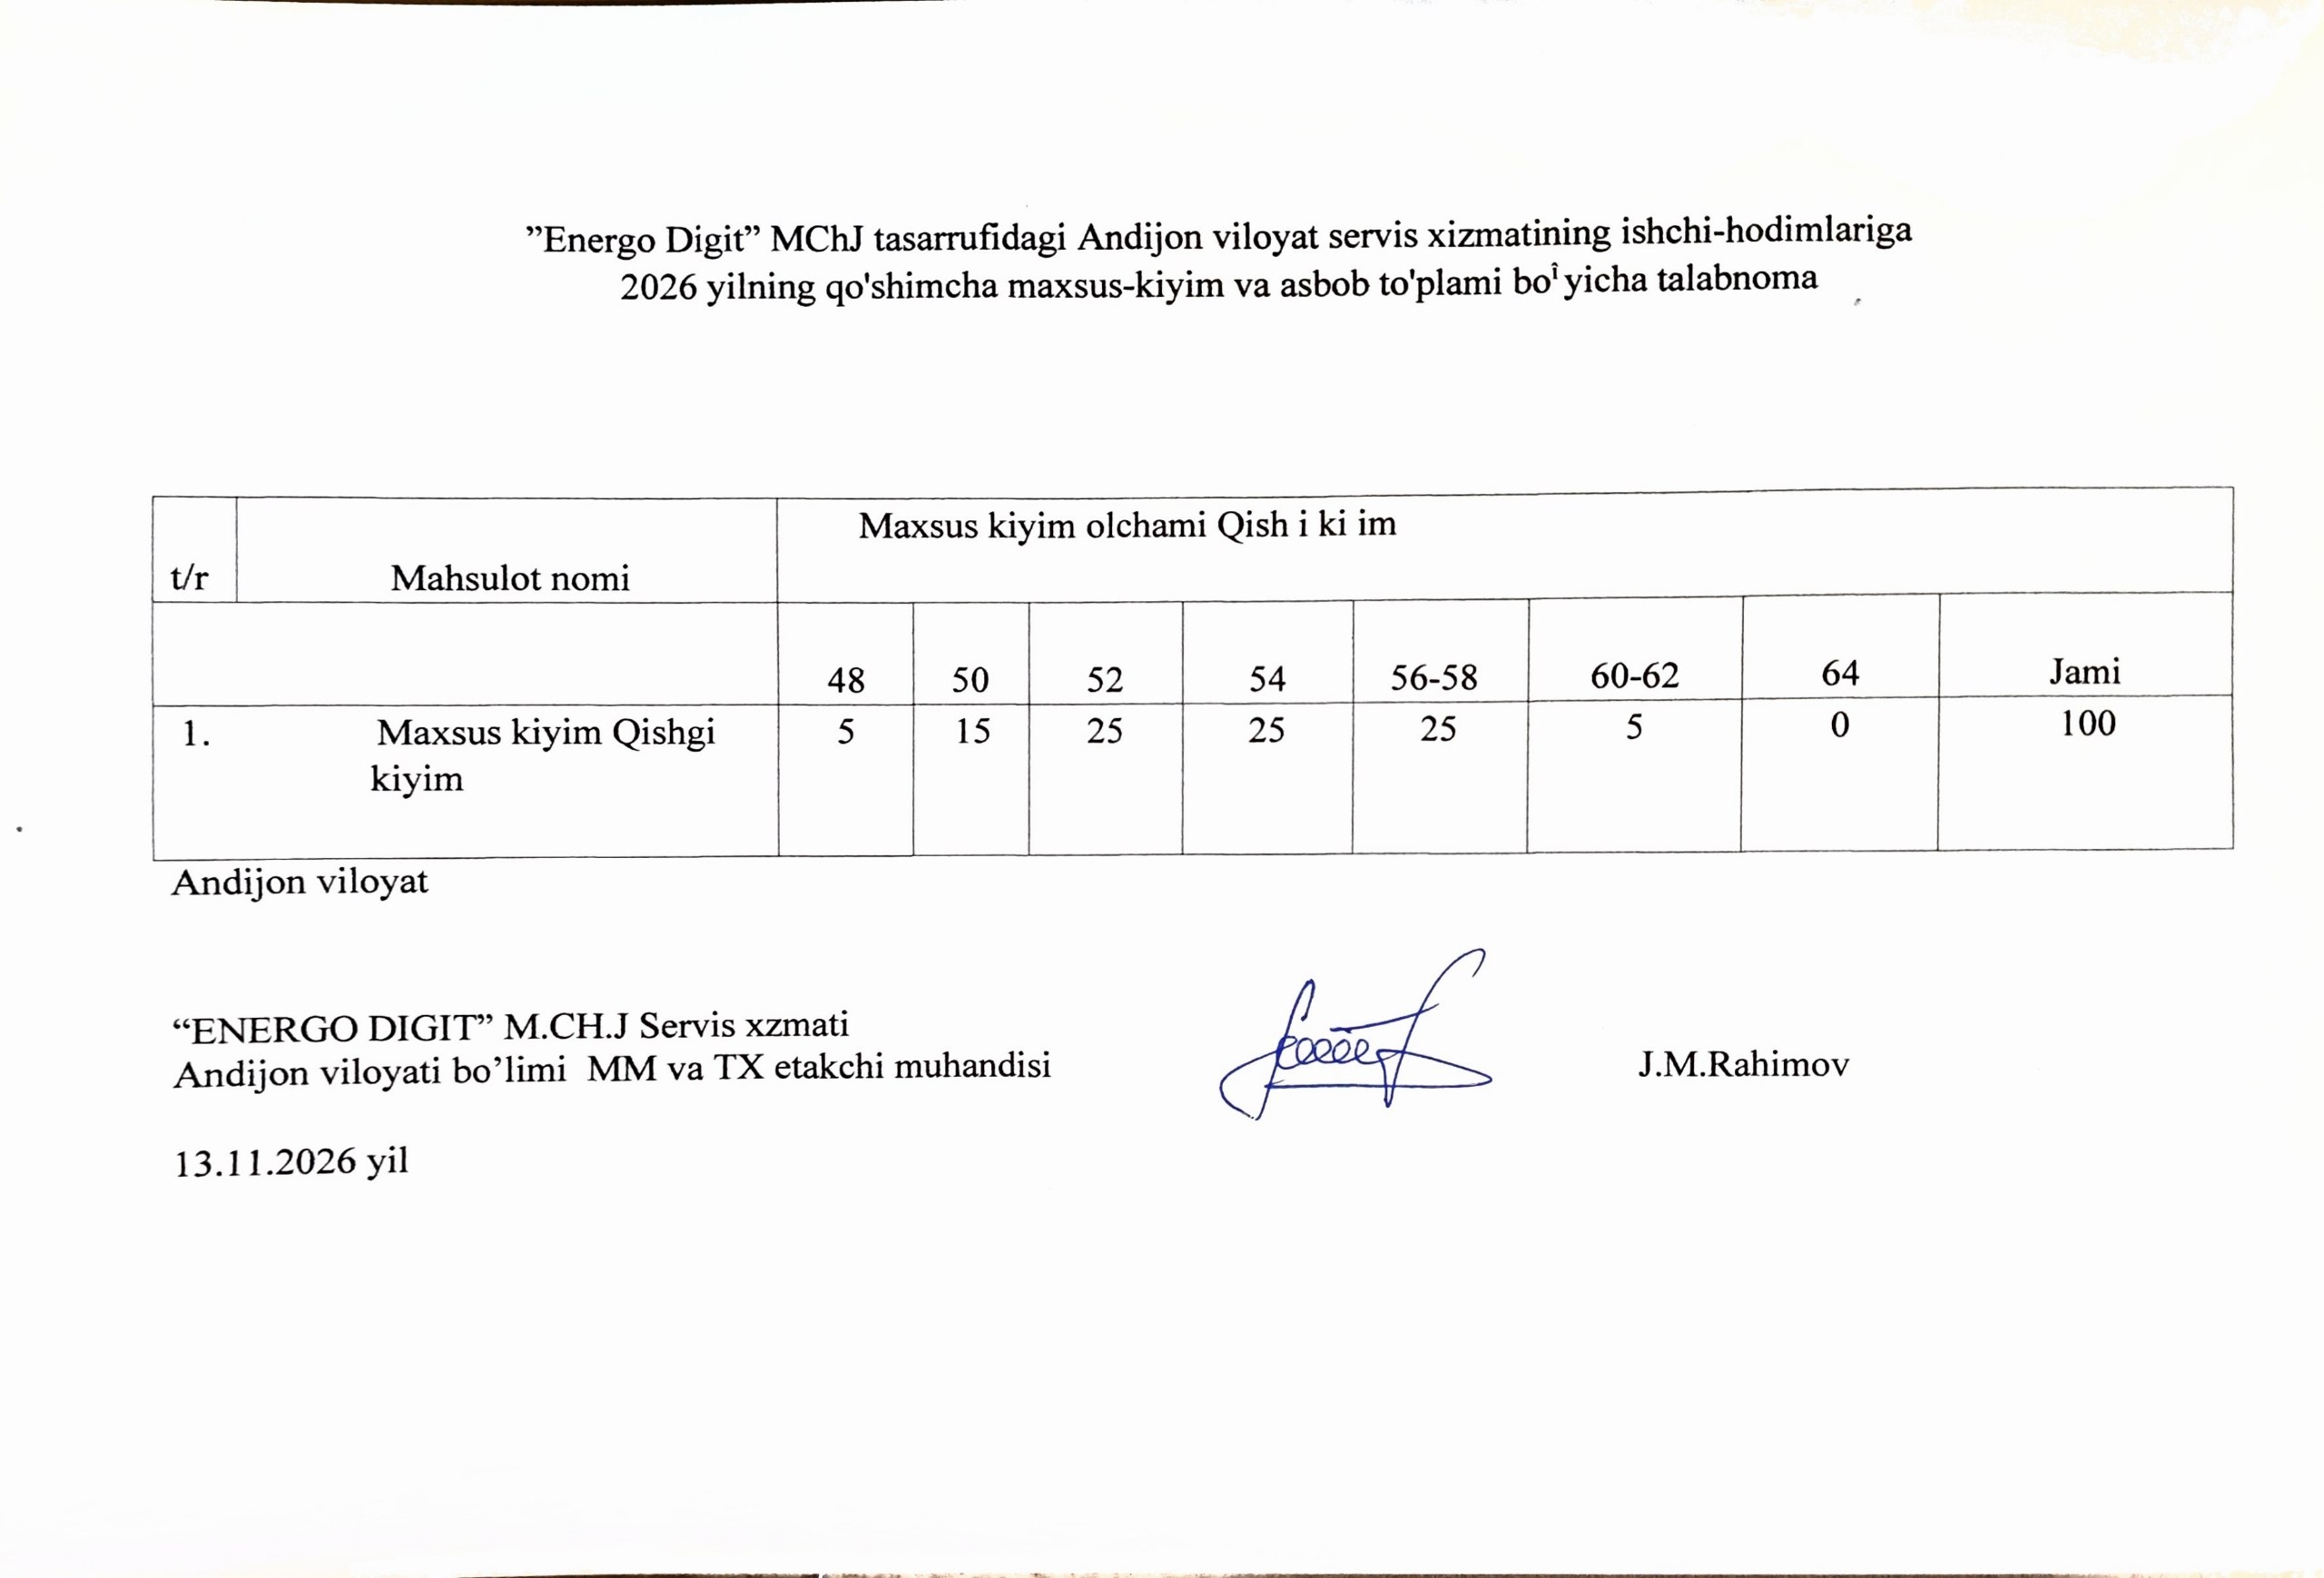 ”Energo Digit” MChJ tasarrufidagi Andijon viloyat servis xizmatining ishchi-hodimlariga
2026 yilning qo'shimcha maxsus-kiyim va asbob to'plami bo'yicha talabnoma
Maxsus kiyim olchami Qish i ki im
t/r Mahsulot nomi
48 50 52 54 56-58 60-62 64 Jami
1. Maxsus kiyim Qishgi 5 15 25 25 25 5 0 100
kiyim
Andijon viloyat
“ENERGO DIGIT” M.CH.J Servis xzmati
Andijon viloyati bo’limi MM va TX etakchi muhandisi J.M.Rahimov
13.11.2026 yil